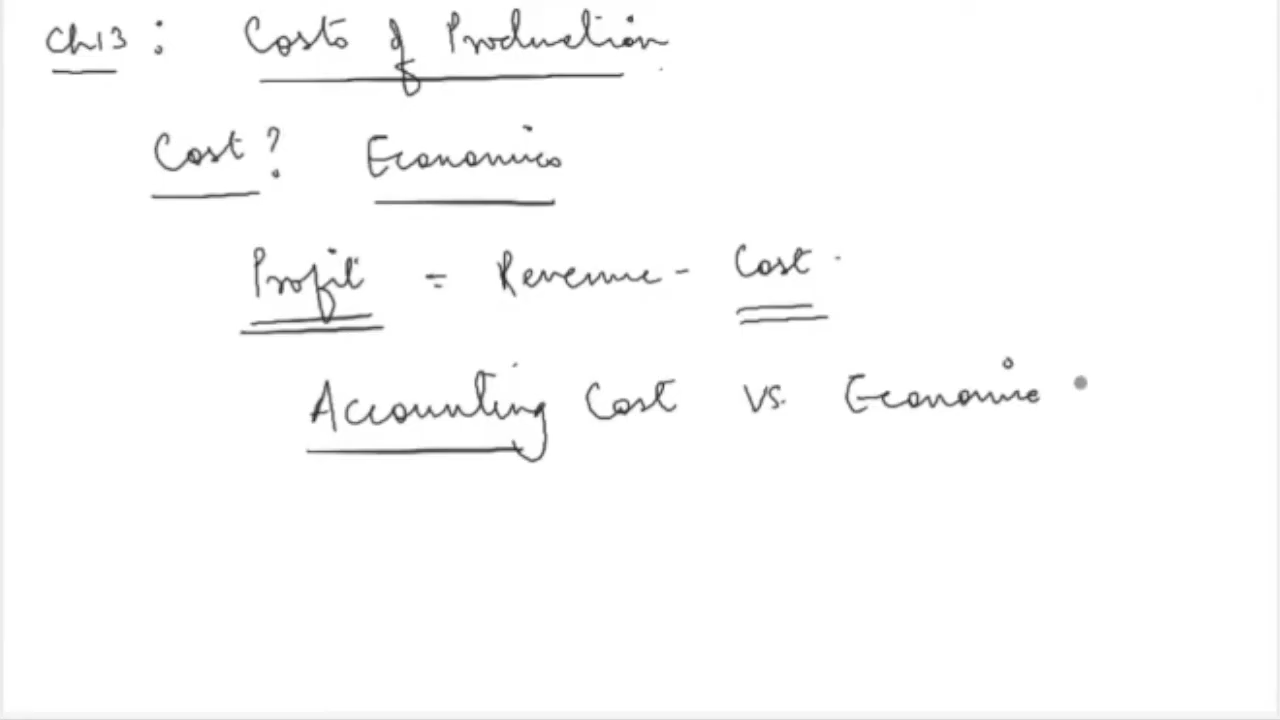 Ch13 : Costs of Production
Cost? Economics
Profit = Revenue - Cost.
Accounting Cost vs. Economic